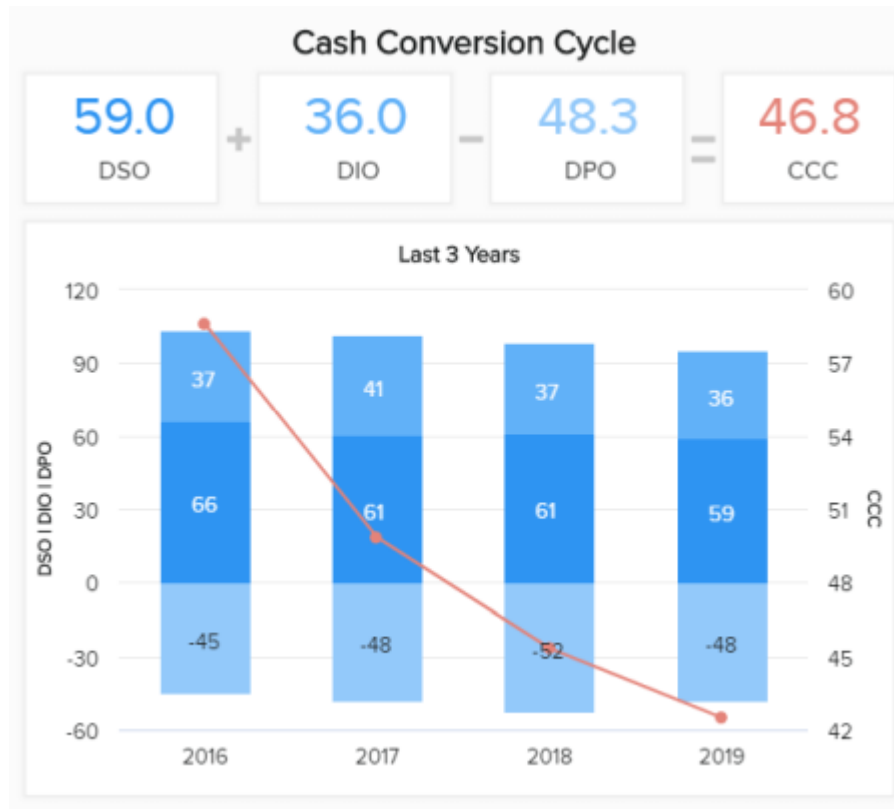 Cash Conversion Cycle
59.0 + 36.0 − 48.3 = 46.8
DSO DIO DPO CCC
Last 3 Years
120 60
90 57
60 54
30 51
0 48
-30 45
-60 42
DSO | DIO | DPO
CCC
37 41 37 36
66 61 61 59
-45 -48 -52 -48
2016 2017 2018 2019